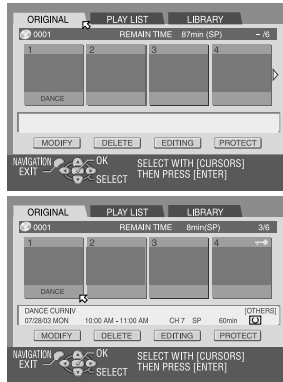 ORIGINAL PLAY LIST LIBRARY
0001 REMAIN TIME 87min (SP) – /6
1 2 3 4
DANCE
MODIFY DELETE EDITING PROTECT
NAVIGATION OK SELECT WITH [CURSORS]
EXIT SELECT THEN PRESS [ENTER]
ORIGINAL PLAY LIST LIBRARY
0001 REMAIN TIME 8min(SP) 3/6
1 2 3 4
DANCE
DANCE CURNIV [OTHERS]
07/28/03 MON 10:00 AM - 11:00 AM CH 7 SP 60min
MODIFY DELETE EDITING PROTECT
NAVIGATION OK SELECT WITH [CURSORS]
EXIT SELECT THEN PRESS [ENTER]